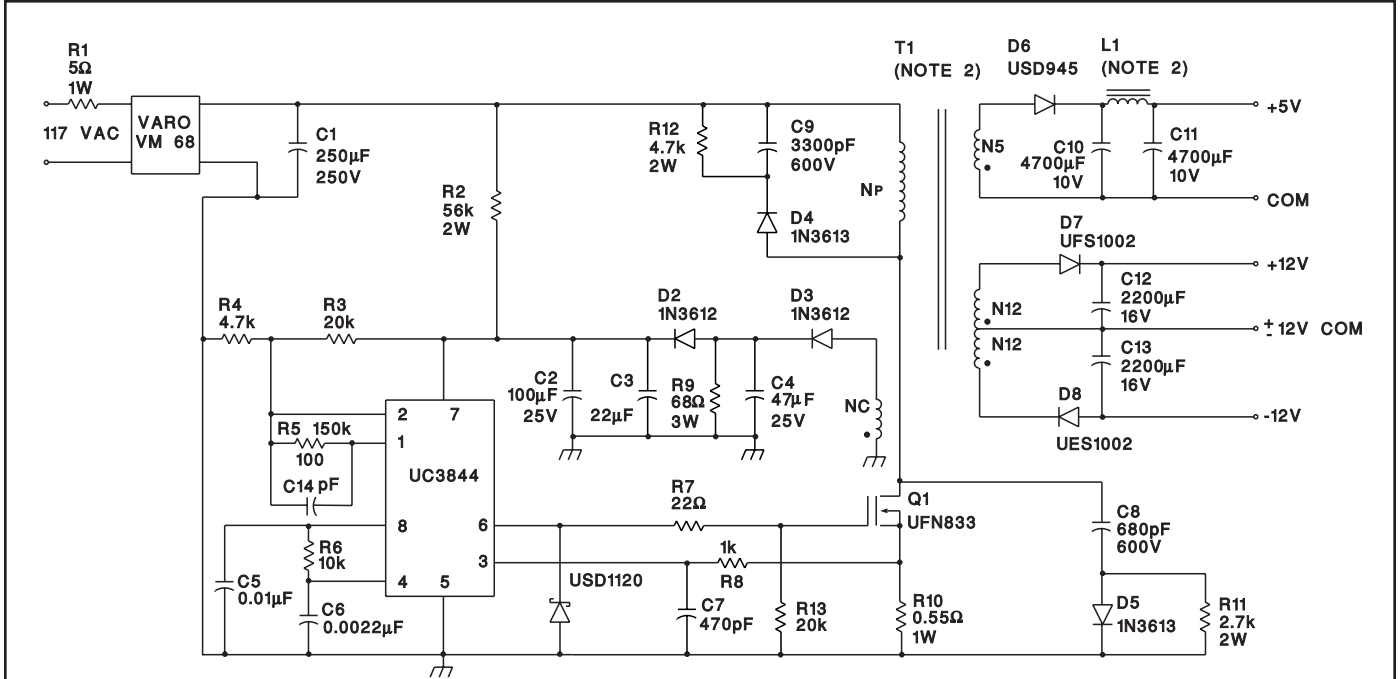 R1
5Ω
1W
117 VAC
VARO
VM 68
C1
250µF
250V
R2
56k
2W
R12
4.7k
2W
C9
3300pF
600V
D4
1N3613
T1
(NOTE 2)
NP
D6
USD945
L1
(NOTE 2)
N5
C10
4700µF
10V
C11
4700µF
10V
+5V
COM
D7
UFS1002
+12V
N12
N12
C12
2200µF
16V
± 12V COM
C13
2200µF
16V
D8
UES1002
-12V
R4
4.7k
R3
20k
D2
1N3612
D3
1N3612
C2
100µF
25V
C3
22µF
R9
68Ω
3W
C4
47µF
25V
NC
2 7
R5 150k
1
100
C14 pF
UC3844
8
6
3
4 5
R6
10k
C5
0.01µF
C6
0.0022µF
R7
22Ω
Q1
UFN833
1k
R8
USD1120
C7
470pF
R13
20k
R10
0.55Ω
1W
C8
680pF
600V
D5
1N3613
R11
2.7k
2W